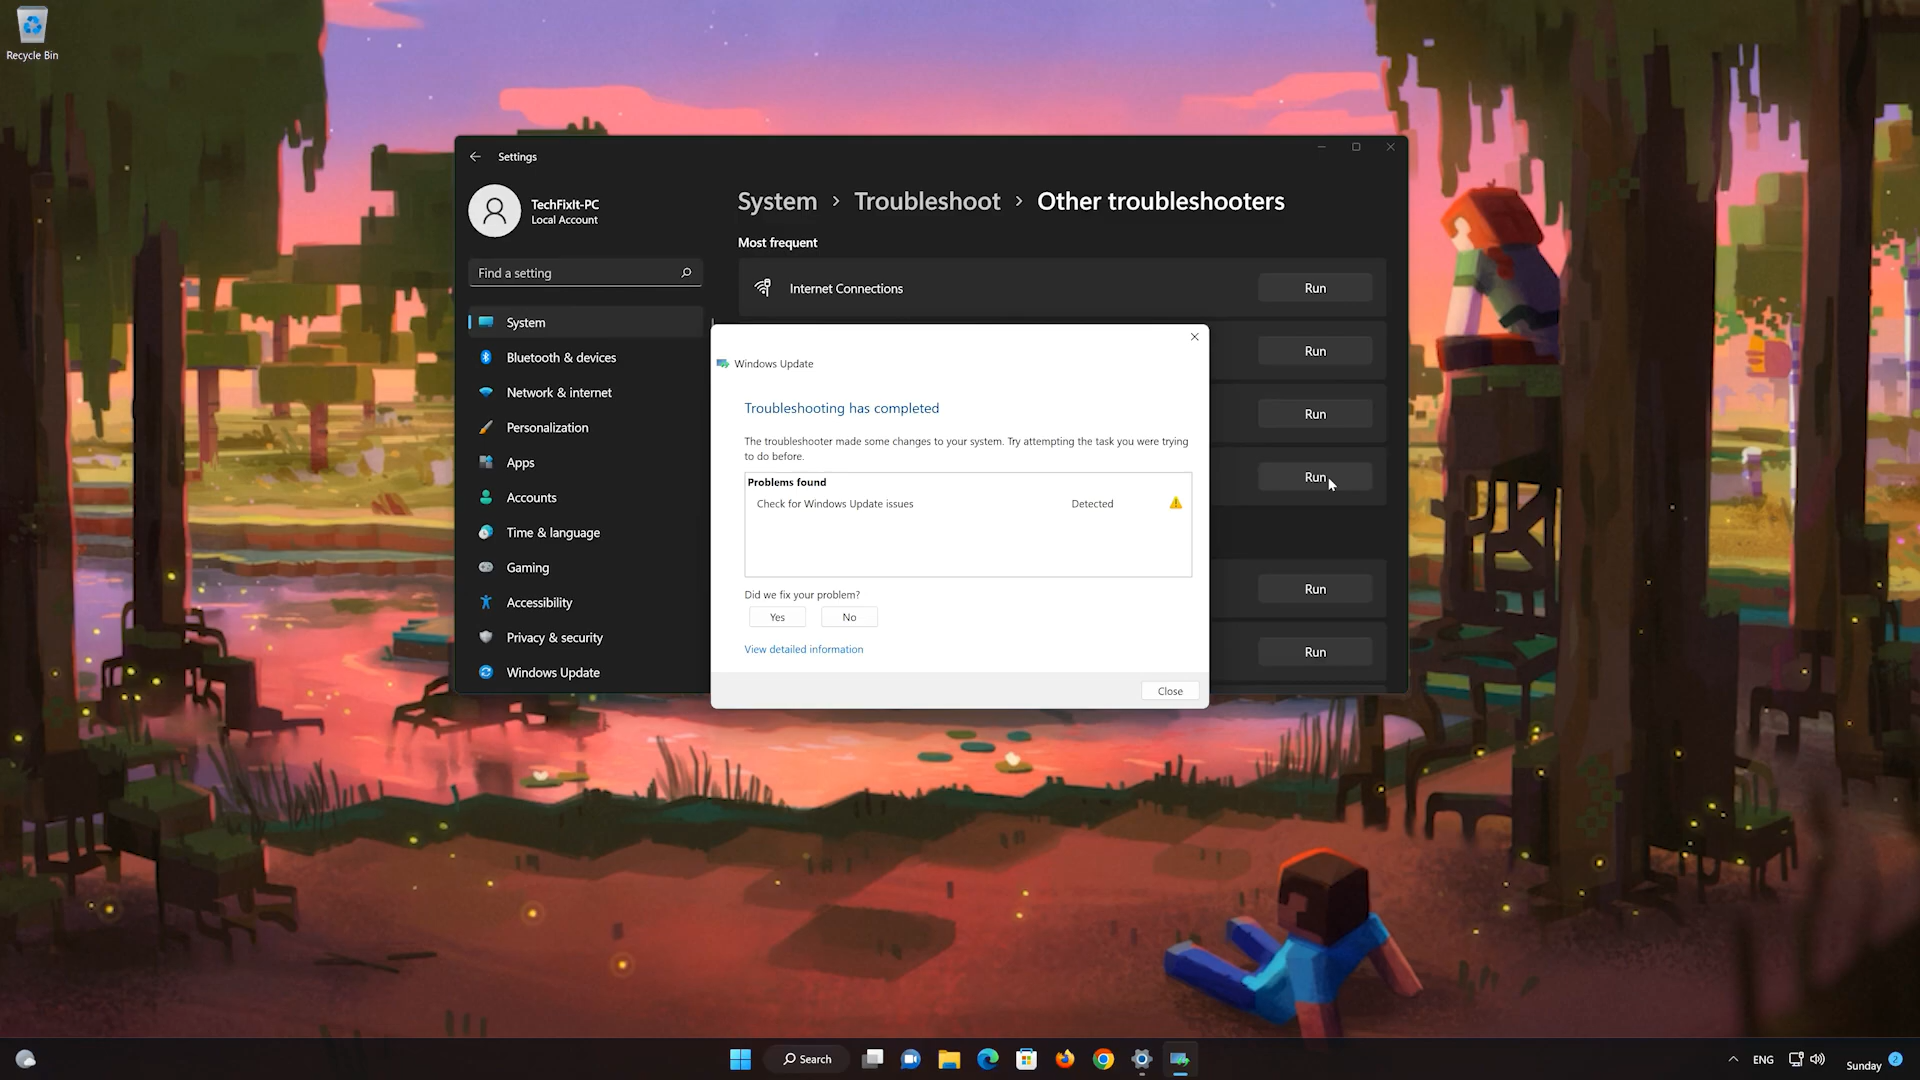 Recycle Bin
Settings
TechFixIt-PC
Local Account
Find a setting
System
Bluetooth & devices
Network & internet
Personalization
Apps
Accounts
Time & language
Gaming
Accessibility
Privacy & security
Windows Update
System > Troubleshoot > Other troubleshooters
Most frequent
Internet Connections
Run
Run
Run
Run
Run
Run
Windows Update
Troubleshooting has completed
The troubleshooter made some changes to your system. Try attempting the task you were trying
to do before.
Problems found
Check for Windows Update issues Detected
Did we fix your problem?
Yes No
View detailed information
Close
Search
ENG
Sunday 2